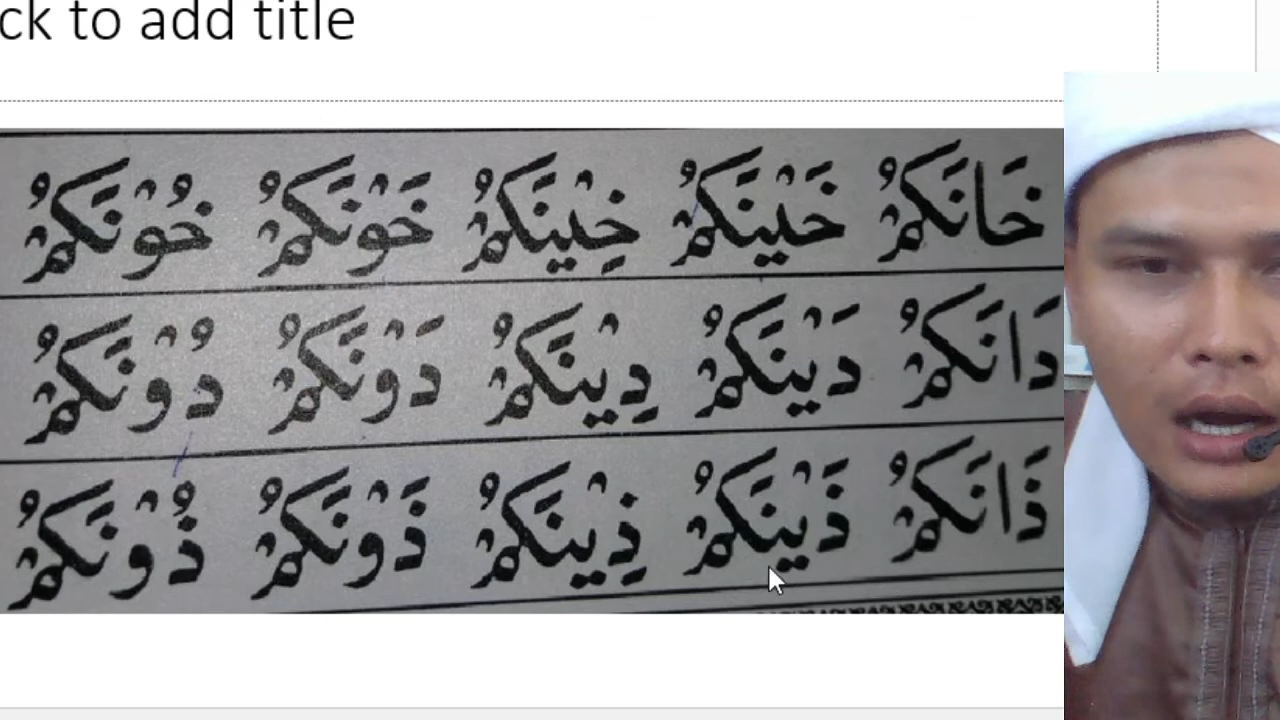 ck to add title
خَانَكُمْ خَيْنَكُمْ خِيْنَكُمْ خَوْنَكُمْ خُوْنَكُمْ
دَانَكُمْ دَيْنَكُمْ دِيْنَكُمْ دَوْنَكُمْ دُوْنَكُمْ
ذَانَكُمْ ذَيْنَكُمْ ذِيْنَكُمْ ذَوْنَكُمْ ذُوْنَكُمْ